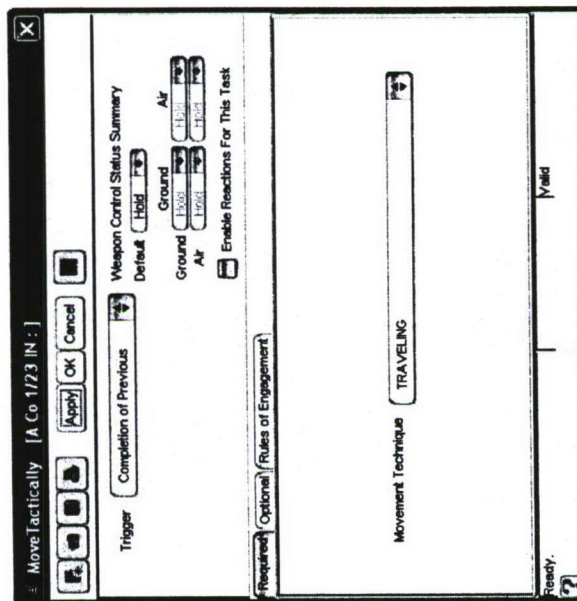 MoveTactically [A Co 1/23 IN : ]
Apply OK Cancel
Trigger Completion of Previous
Weapon Control Status Summary
Default Hold
Ground Air
Ground Hold Hold
Air Hold Hold
Enable Reactions For This Task
Required Optional Rules of Engagement
Movement Technique TRAVELING
Ready. Valid
?